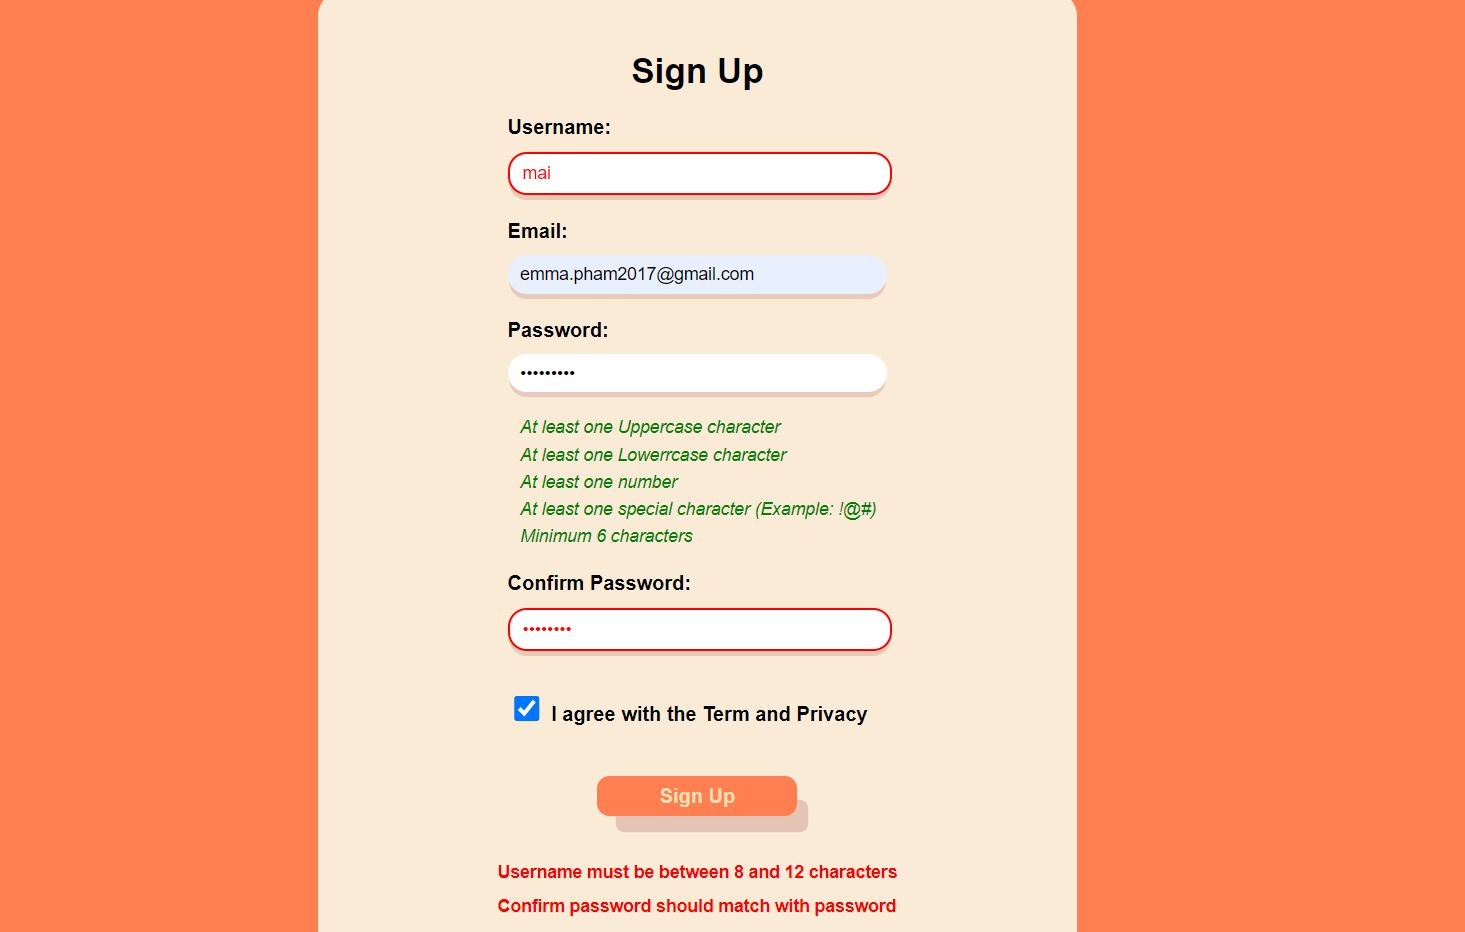 Sign Up
Username:
mai
Email:
emma.pham2017@gmail.com
Password:
•••••••••
At least one Uppercase character
At least one Lowerrcase character
At least one number
At least one special character (Example: !@#)
Minimum 6 characters
Confirm Password:
••••••••
I agree with the Term and Privacy
Sign Up
Username must be between 8 and 12 characters
Confirm password should match with password